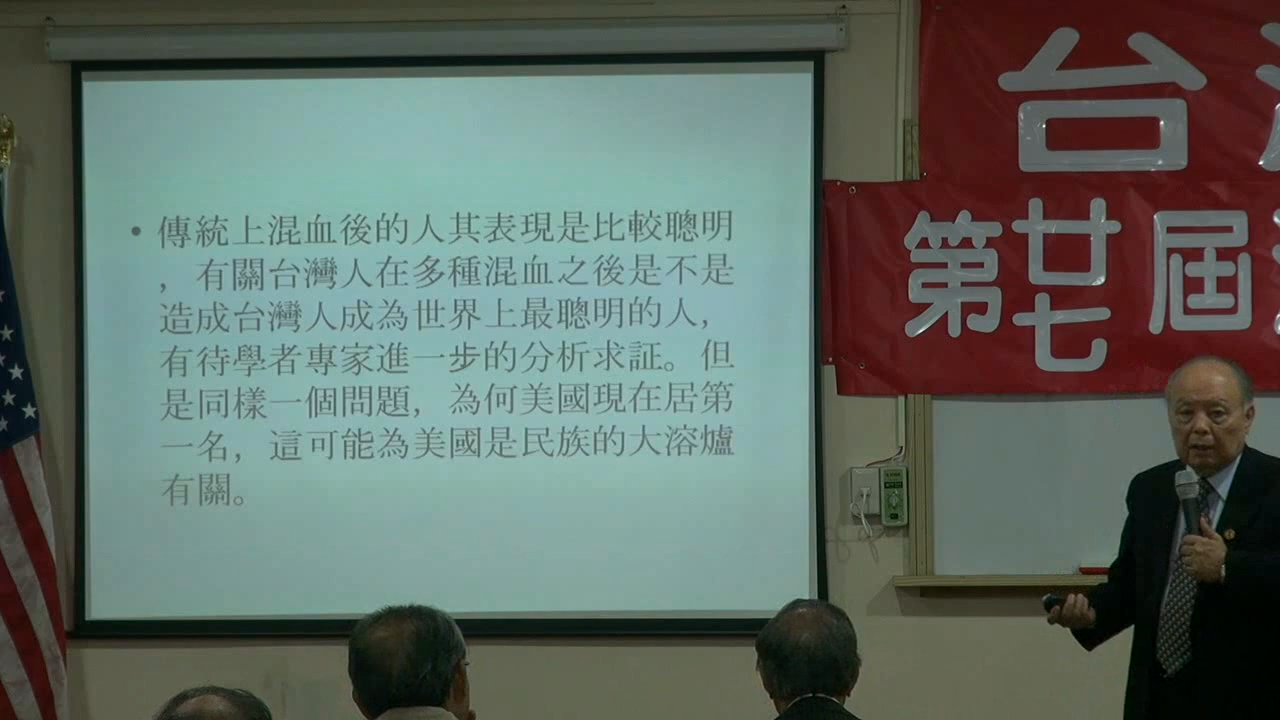 • 傳統上混血後的人其表現是比較聰明
，有關台灣人在多種混血之後是不是
造成台灣人成為世界上最聰明的人，
有待學者專家進一步的分析求証。但
是同樣一個問題，為何美國現在居第
一名，這可能為美國是民族的大溶爐
有關。
台
第廿七屆